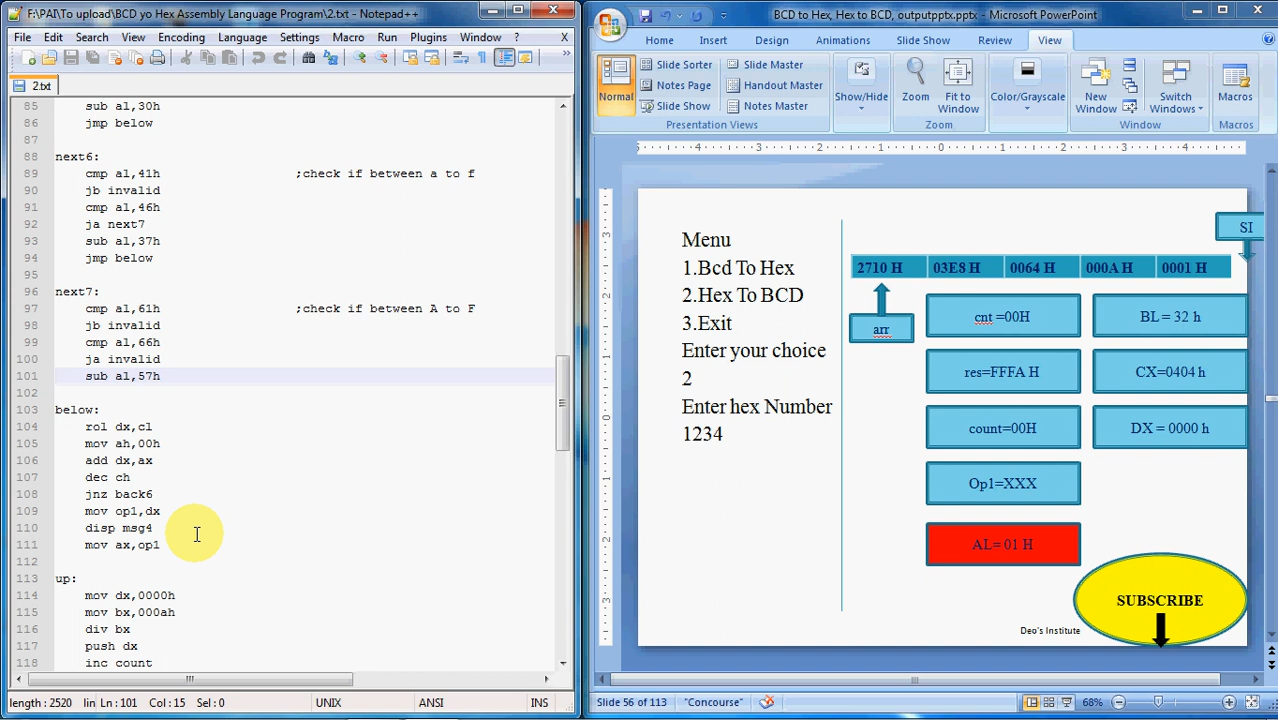 F:\PAI\To upload\BCD yo Hex Assembly Language Program\2.txt - Notepad++
File Edit Search View Encoding Language Settings Macro Run Plugins Window ? X
2.txt
85 sub al,30h
86 jmp below
87
88 next6:
89 cmp al,41h ;check if between a to f
90 jb invalid
91 cmp al,46h
92 ja next7
93 sub al,37h
94 jmp below
95
96 next7:
97 cmp al,61h ;check if between A to F
98 jb invalid
99 cmp al,66h
100 ja invalid
101 sub al,57h
102
103 below:
104 rol dx,cl
105 mov ah,00h
106 add dx,ax
107 dec ch
108 jnz back6
109 mov op1,dx
110 disp msg4
111 mov ax,op1
112
113 up:
114 mov dx,0000h
115 mov bx,000ah
116 div bx
117 push dx
118 inc count
length : 2520 lin Ln : 101 Col : 15 Sel : 0 UNIX ANSI INS
BCD to Hex, Hex to BCD, outputpptx.pptx - Microsoft PowerPoint
Home Insert Design Animations Slide Show Review View
Normal
Slide Sorter
Notes Page
Slide Show
Slide Master
Handout Master
Notes Master
Presentation Views
Show/Hide
Zoom
Fit to Window
Zoom
Color/Grayscale
New Window
Switch Windows
Window
Macros
Macros
4 3 2 1 0 1 2 3 4
Menu
1.Bcd To Hex
2.Hex To BCD
3.Exit
Enter your choice
2
Enter hex Number
1234
SI
2710 H 03E8 H 0064 H 000A H 0001 H
arr
cnt =00H
BL = 32 h
res=FFFA H
CX=0404 h
count=00H
DX = 0000 h
Op1=XXX
AL= 01 H
SUBSCRIBE
Deo's Institute
Slide 56 of 113 "Concourse" 68%